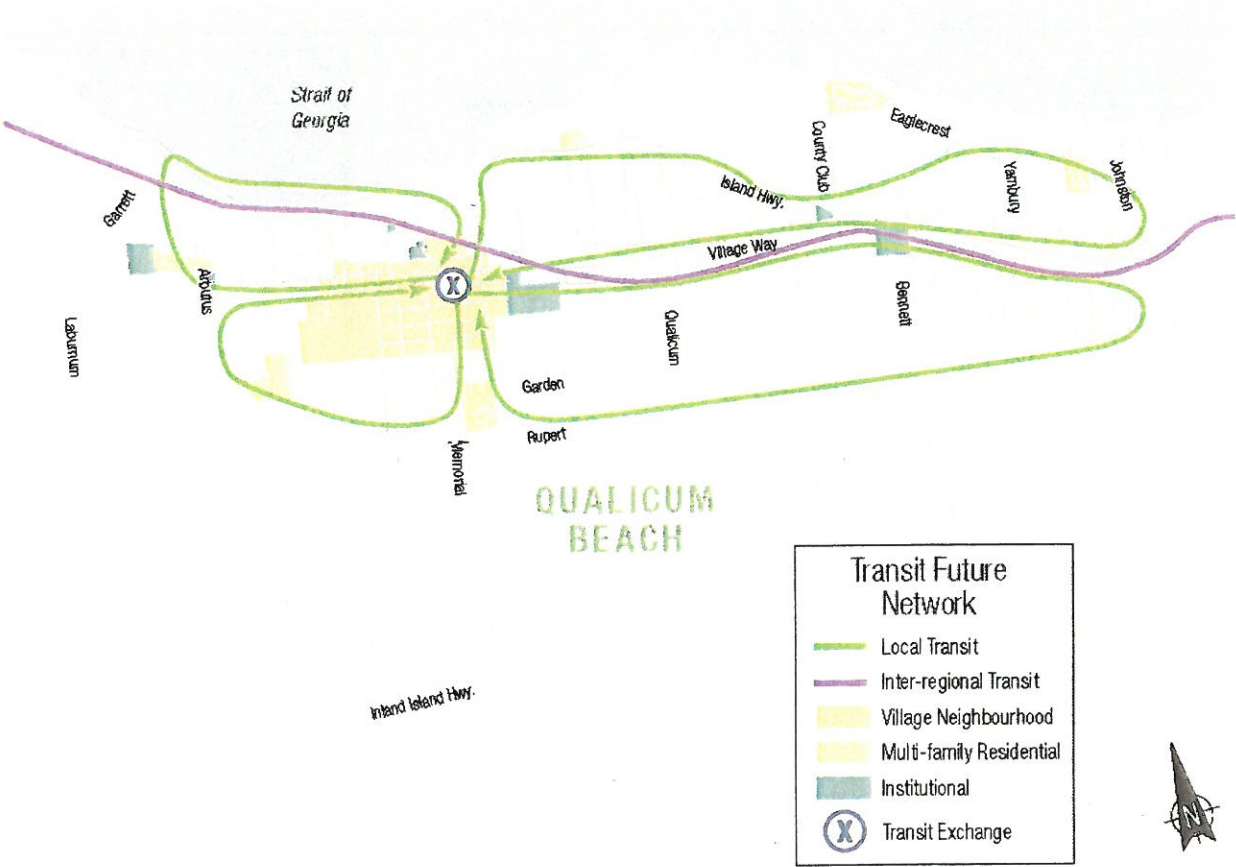 Strait of
Georgia
Eaglecrest
County Club
Yambury
Johnston
Island Hwy.
Garrett
Village Way
Arbutus
X
Bennett
Qualicum
Laburnum
Garden
Rupert
Memorial
QUALICUM
BEACH
Inland Island Hwy.
Transit Future
Network
Local Transit
Inter-regional Transit
Village Neighbourhood
Multi-family Residential
Institutional
X Transit Exchange
N